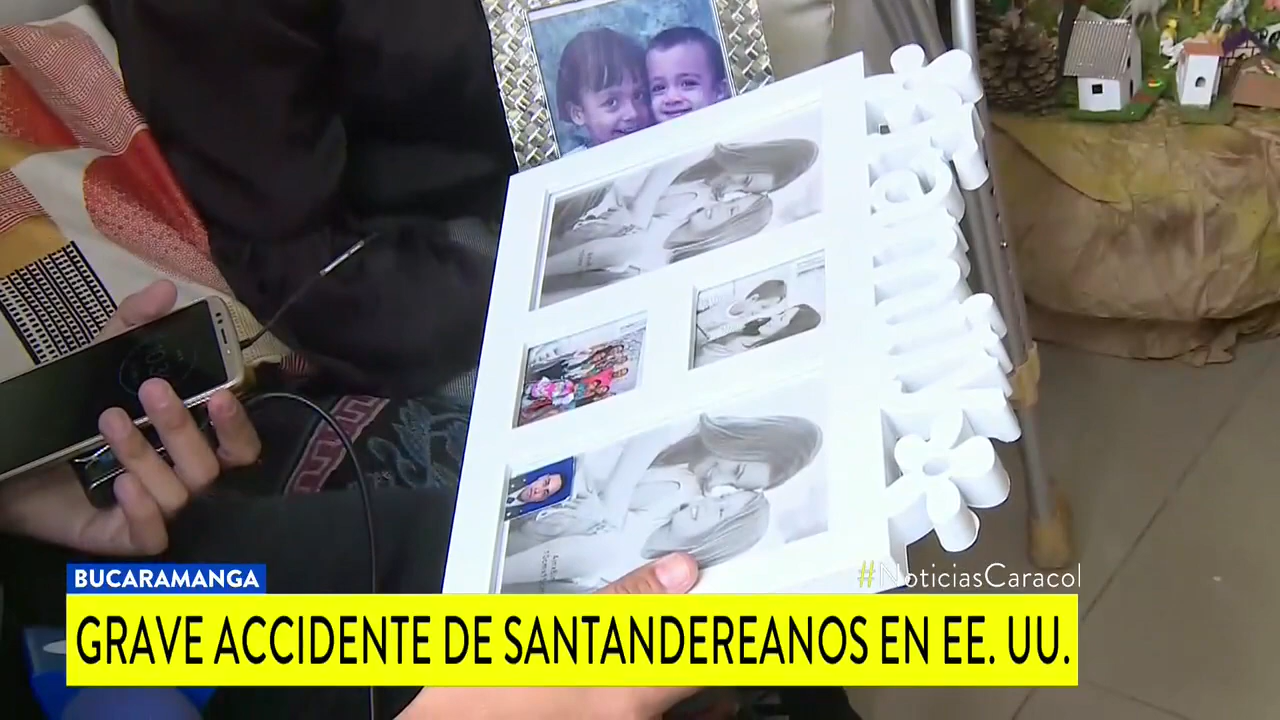 BUCARAMANGA
#NoticiasCaracol
GRAVE ACCIDENTE DE SANTANDEREANOS EN EE. UU.